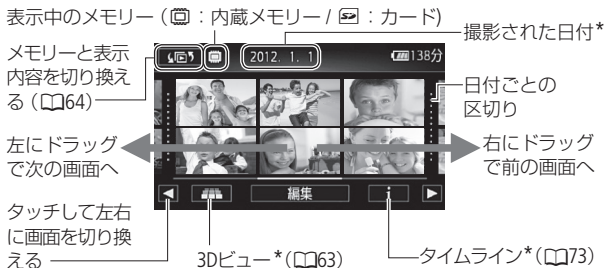 表示中のメモリー (　: 内蔵メモリー / 　: カード)
撮影された日付*
メモリーと表示
内容を切り換え
る (64)
2012. 1. 1
138分
日付ごとの
区切り
左にドラッグ
で次の画面へ
右にドラッグ
で前の画面へ
編集
i
タッチして左右
に画面を切り換
える
3Dビュー*(63)
タイムライン*(73)